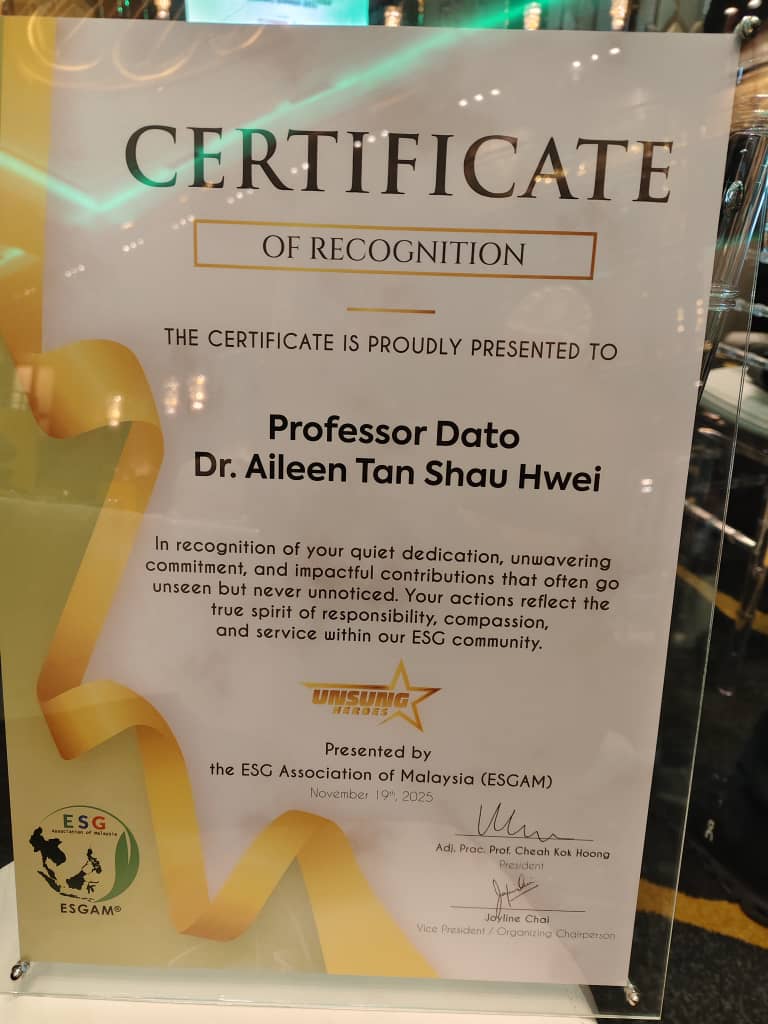 CERTIFICATE
OF RECOGNITION
THE CERTIFICATE IS PROUDLY PRESENTED TO
Professor Dato
Dr. Aileen Tan Shau Hwei
In recognition of your quiet dedication, unwavering
commitment, and impactful contributions that often go
unseen but never unnoticed. Your actions reflect the
true spirit of responsibility, compassion,
and service within our ESG community.
UNSUNG
HEROES
Presented by
the ESG Association of Malaysia (ESGAM)
November 19th, 2025
Adj. Prac. Prof. Cheah Kok Hoong
President
Joyline Chai
Vice President / Organizing Chairperson
ESG
Association of Malaysia
ESGAM®